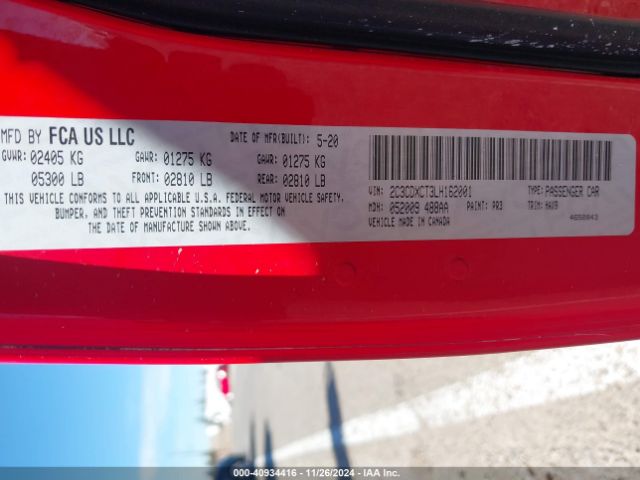 MFD BY FCA US LLC DATE OF MFR(BUILT): 5-20
GVWR: 02405 KG GAWR: 01275 KG GAWR: 01275 KG
05300 LB FRONT: 02810 LB REAR: 02810 LB
THIS VEHICLE CONFORMS TO ALL APPLICABLE U.S.A. FEDERAL MOTOR VEHICLE SAFETY,
BUMPER, AND THEFT PREVENTION STANDARDS IN EFFECT ON
THE DATE OF MANUFACTURE SHOWN ABOVE.
VIN: 2C3CDXCT3LH162001 TYPE: PASSENGER CAR
MDH: 052009 488AA PAINT: PR3 TRIM: HAX9
VEHICLE MADE IN CANADA
000-40934416 - 11/26/2024 - IAA Inc.